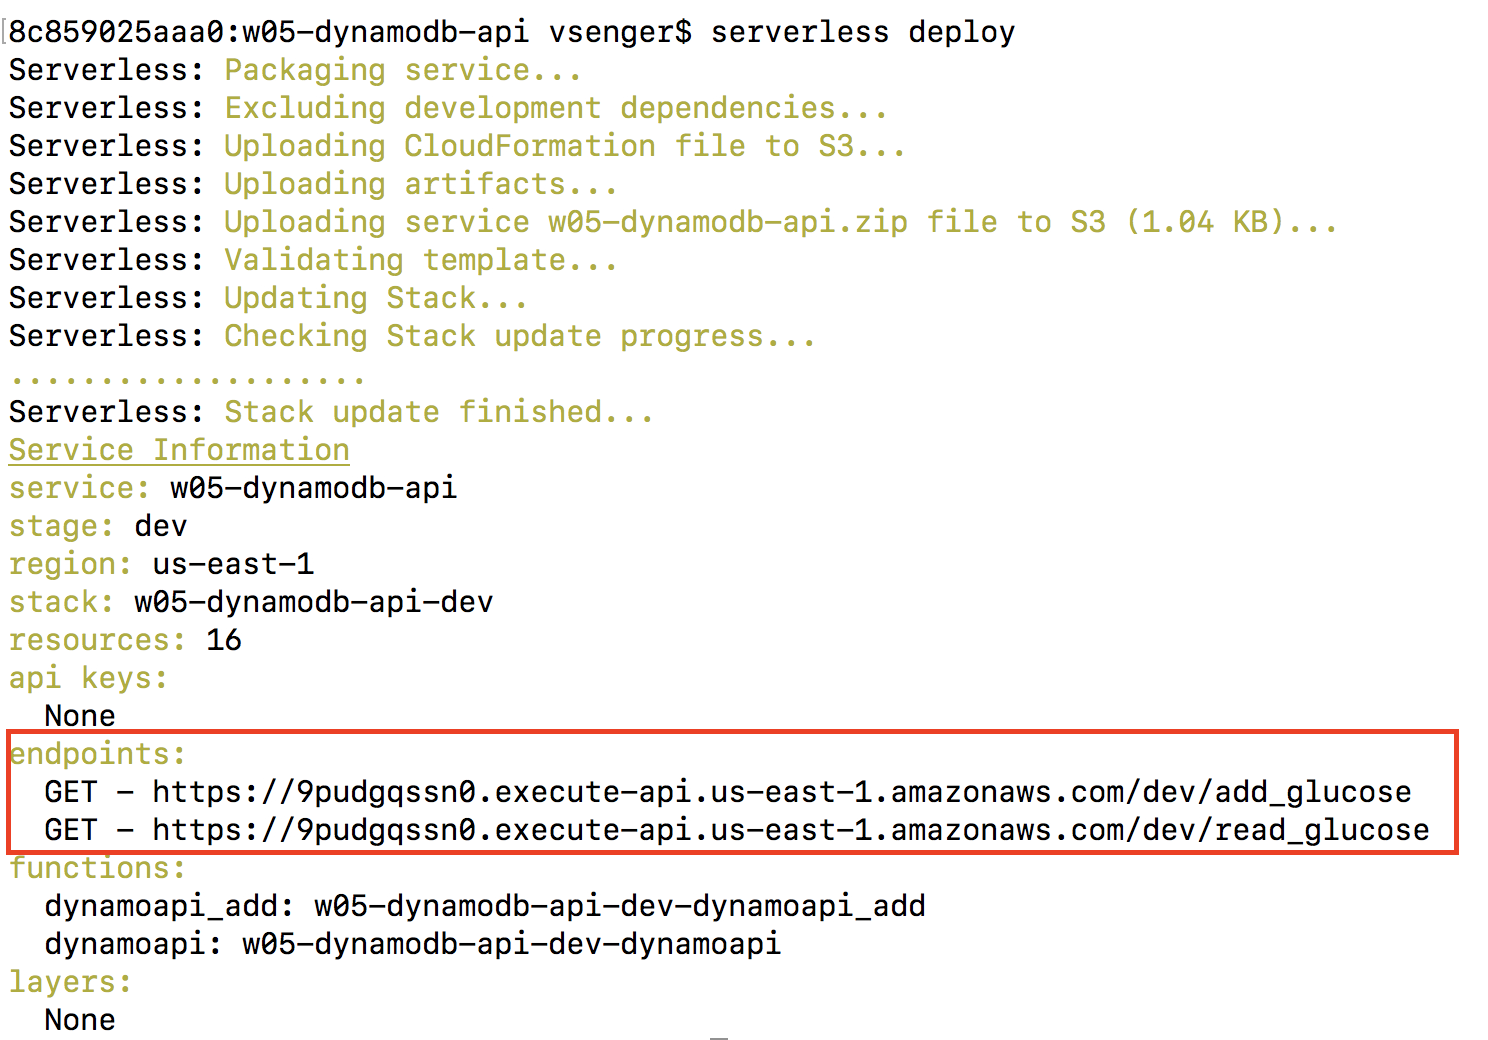 8c859025aaa0:w05-dynamodb-api vsenger$ serverless deploy
Serverless: Packaging service...
Serverless: Excluding development dependencies...
Serverless: Uploading CloudFormation file to S3...
Serverless: Uploading artifacts...
Serverless: Uploading service w05-dynamodb-api.zip file to S3 (1.04 KB)...
Serverless: Validating template...
Serverless: Updating Stack...
Serverless: Checking Stack update progress...
....................
Serverless: Stack update finished...
Service Information
service: w05-dynamodb-api
stage: dev
region: us-east-1
stack: w05-dynamodb-api-dev
resources: 16
api keys:
  None
endpoints:
  GET - https://9pudgqssn0.execute-api.us-east-1.amazonaws.com/dev/add_glucose
  GET - https://9pudgqssn0.execute-api.us-east-1.amazonaws.com/dev/read_glucose
functions:
  dynamoapi_add: w05-dynamodb-api-dev-dynamoapi_add
  dynamoapi: w05-dynamodb-api-dev-dynamoapi
layers:
  None